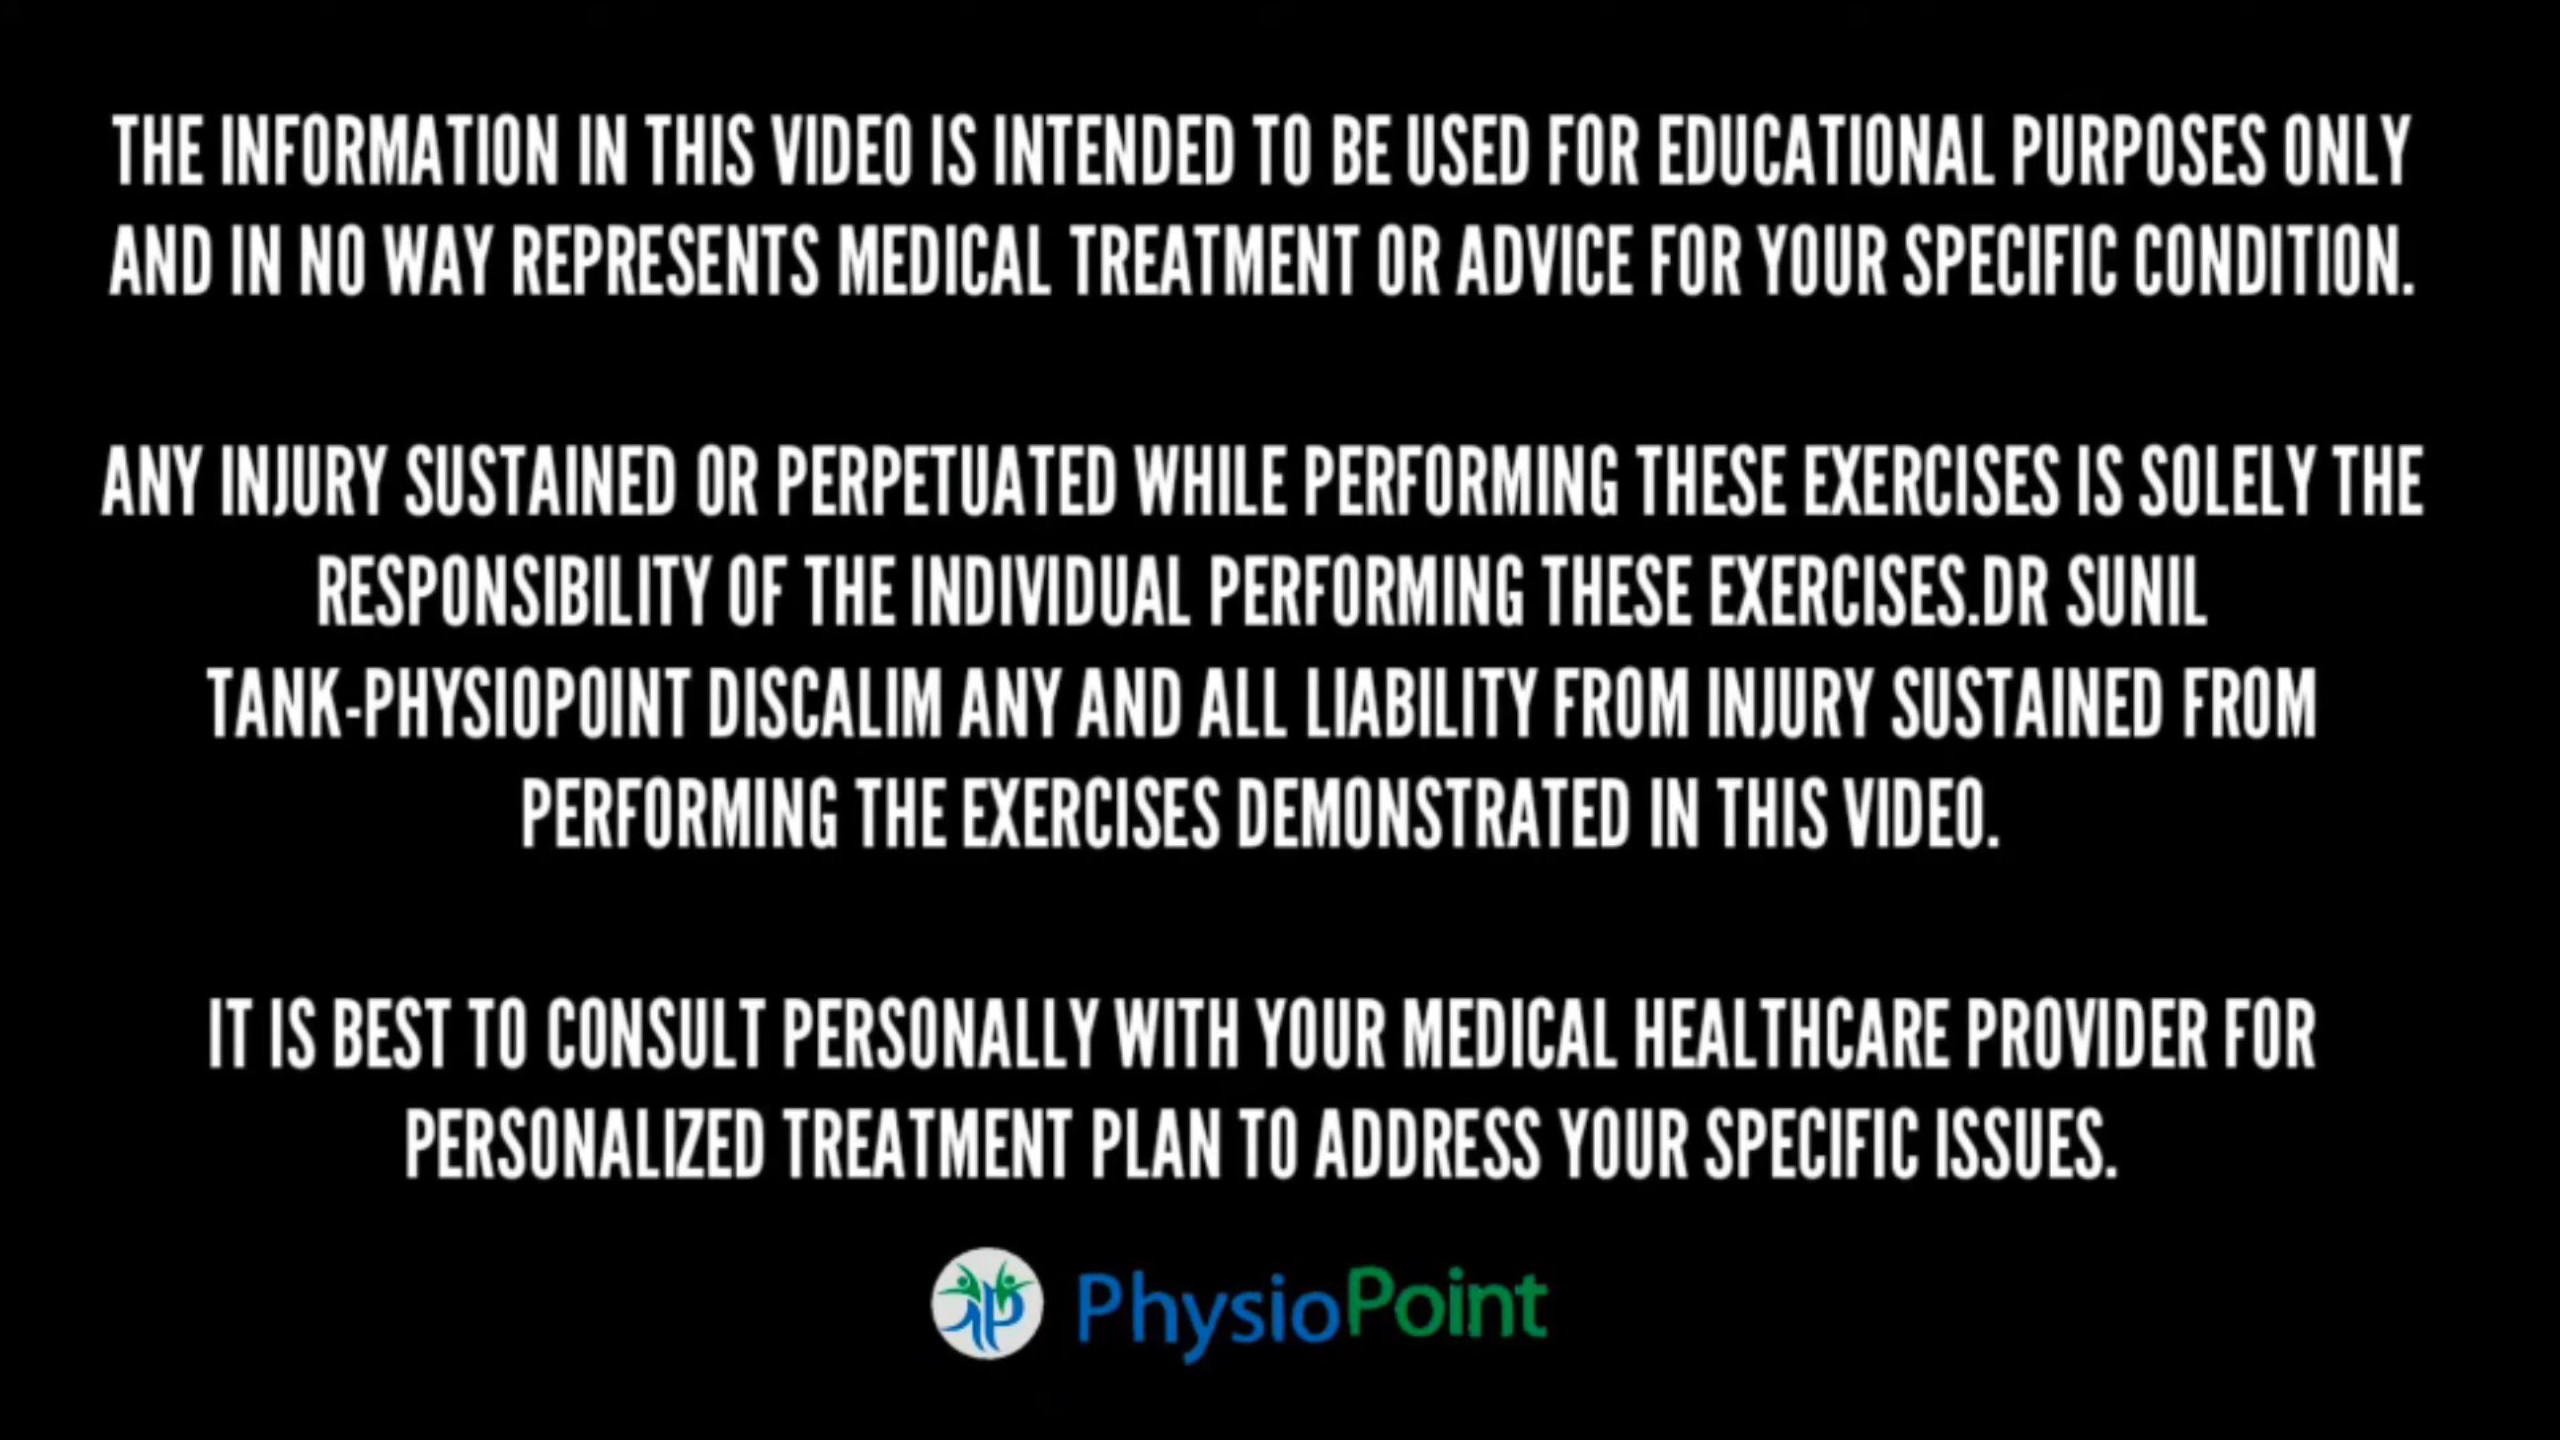 THE INFORMATION IN THIS VIDEO IS INTENDED TO BE USED FOR EDUCATIONAL PURPOSES ONLY
AND IN NO WAY REPRESENTS MEDICAL TREATMENT OR ADVICE FOR YOUR SPECIFIC CONDITION.
ANY INJURY SUSTAINED OR PERPETUATED WHILE PERFORMING THESE EXERCISES IS SOLELY THE
RESPONSIBILITY OF THE INDIVIDUAL PERFORMING THESE EXERCISES.DR SUNIL
TANK-PHYSIOPOINT DISCALIM ANY AND ALL LIABILITY FROM INJURY SUSTAINED FROM
PERFORMING THE EXERCISES DEMONSTRATED IN THIS VIDEO.
IT IS BEST TO CONSULT PERSONALLY WITH YOUR MEDICAL HEALTHCARE PROVIDER FOR
PERSONALIZED TREATMENT PLAN TO ADDRESS YOUR SPECIFIC ISSUES.
PhysioPoint